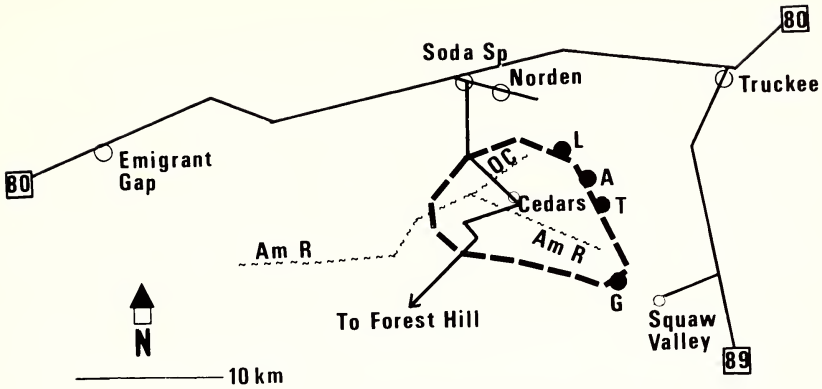 80
Soda Sp
Norden
Truckee
80
Emigrant
Gap
L
OC
A
Cedars
T
Am R
Am R
G
To Forest Hill
Squaw
Valley
N
89
10 km